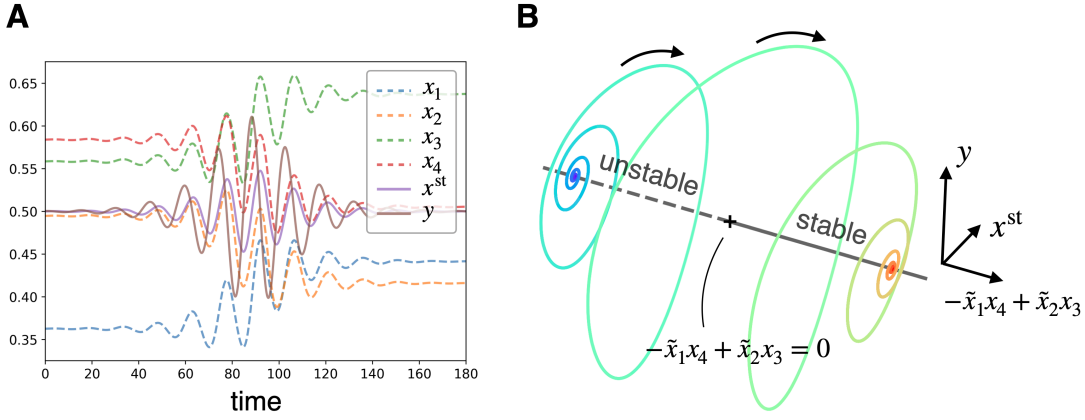 A
0.65
0.60
0.55
0.50
0.45
0.40
0.35
0 20 40 60 80 100 120 140 160 180
time
x₁
x₂
x₃
x₄
xˢᵗ
y
B
unstable
stable
y
xˢᵗ
−x̃₁x₄ + x̃₂x₃
−x̃₁x₄ + x̃₂x₃ = 0